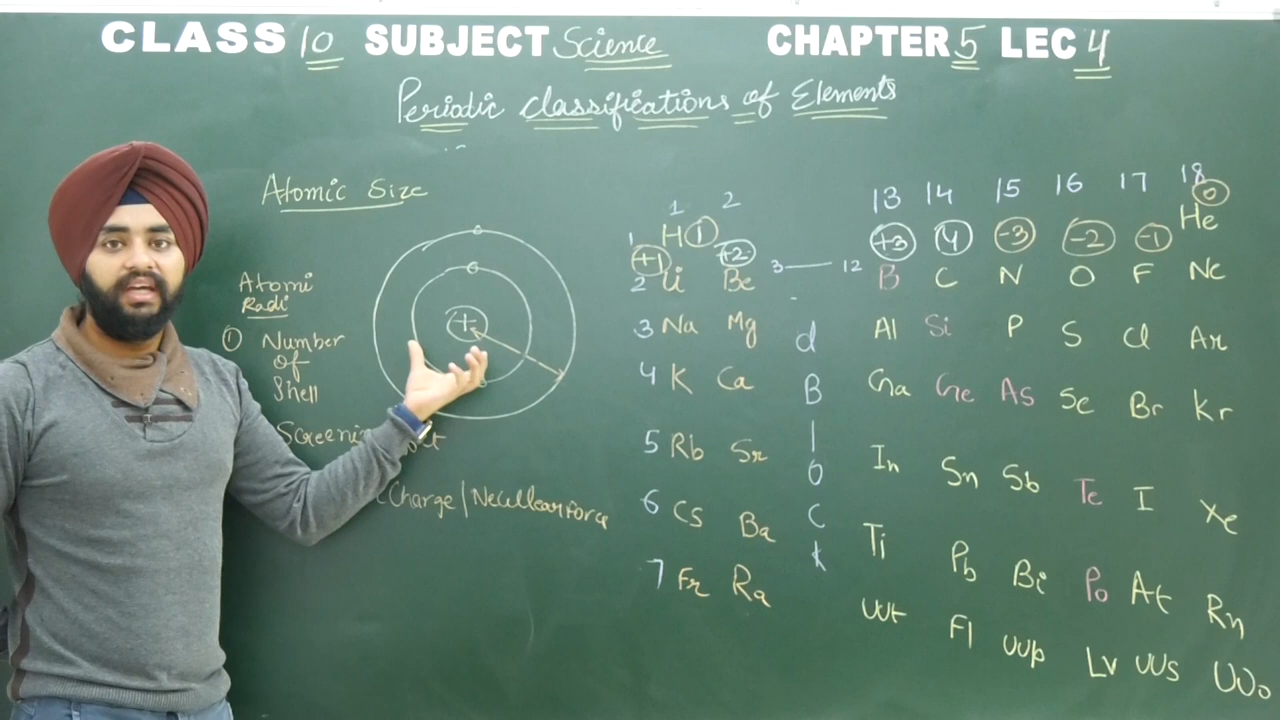 CLASS 10 SUBJECT Science CHAPTER 5 LEC 4
Periodic classifications of Elements
Atomic Size
Atomi
Radi
① Number
of
Shell
+
Charge/Newllearforce
1 2 13 14 15 16 17 18
1 H 1 0 He
+1 +2 3 — 12 +3 4 -3 -2 -1
2 Li Be B C N O F Ne
3 Na Mg d Al Si P S Cl Ar
4 K Ca B Ga Ge As Se Br Kr
5 Rb Sr l O In Sn Sb Te I Xe
6 Cs Ba C k Ti Pb Bi Po At Rn
7 Fr Ra UUt Fl UUp Lv UUs UUo